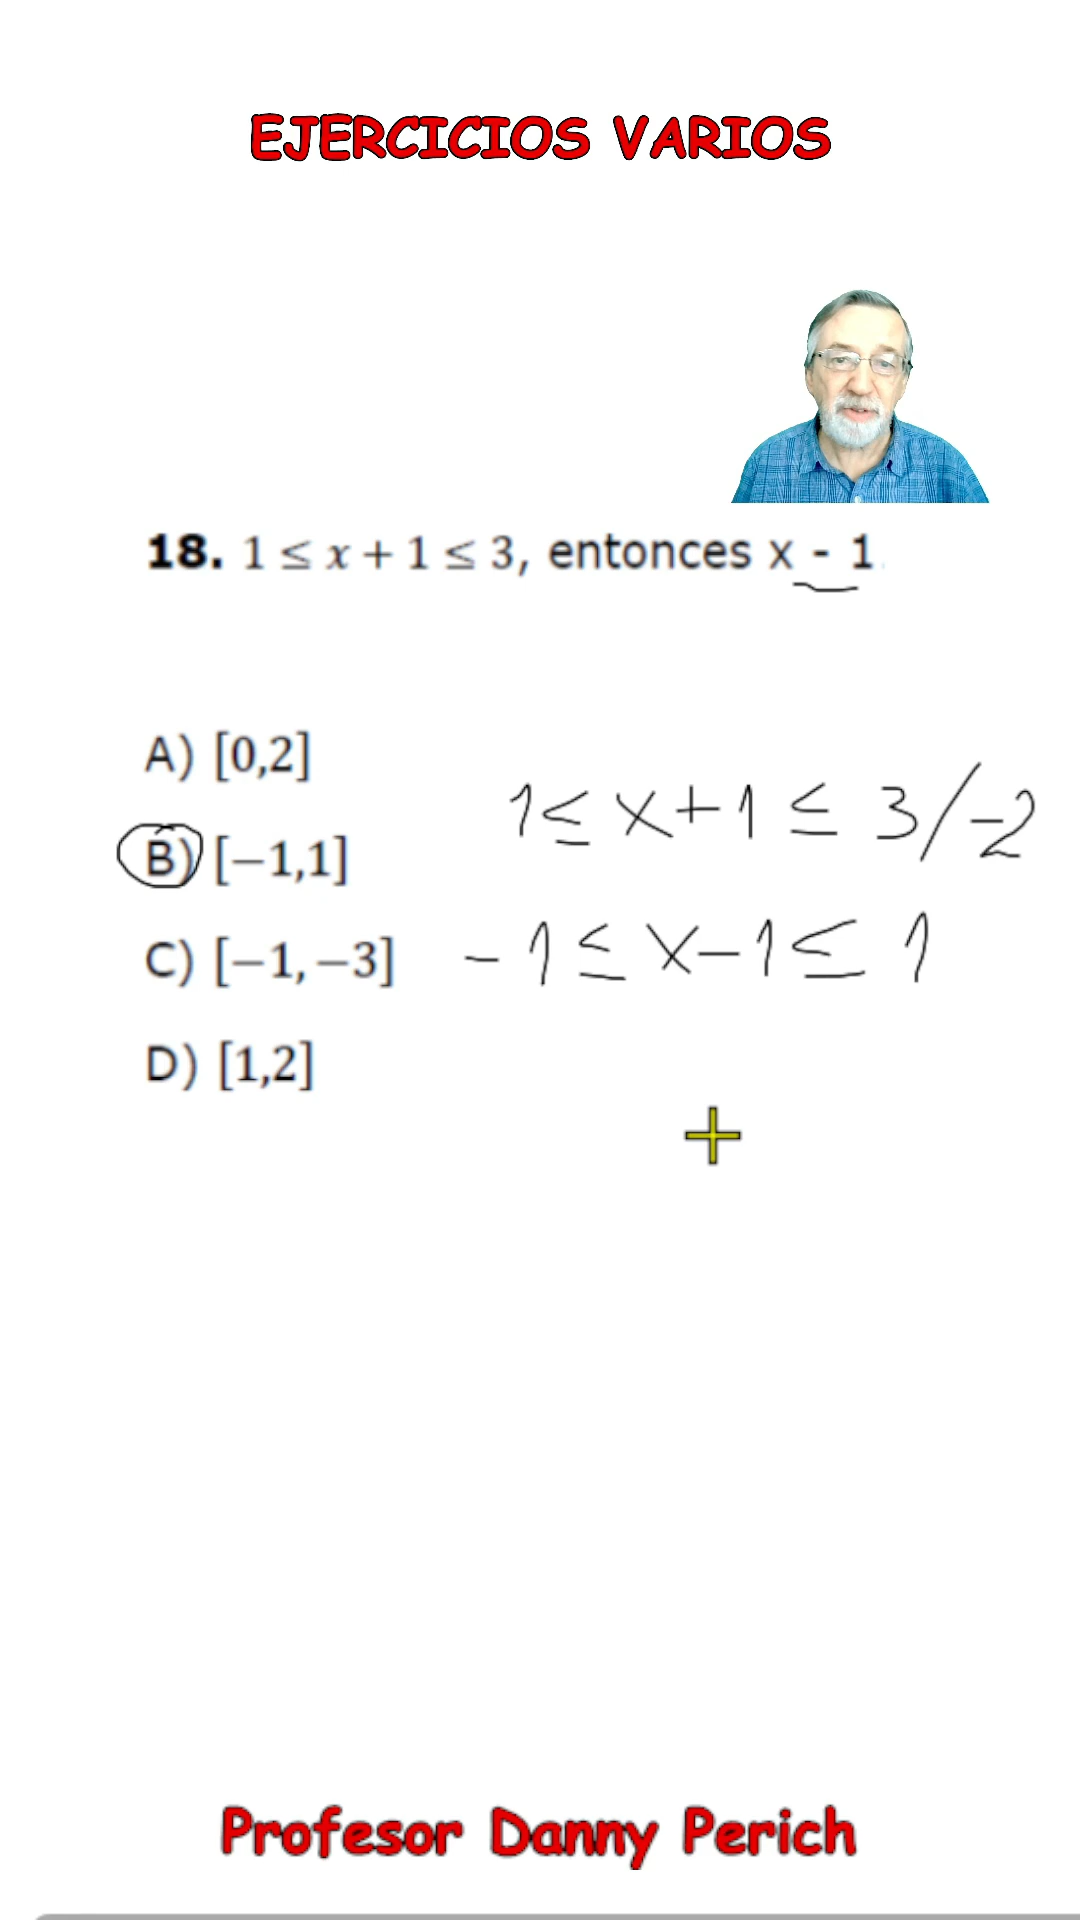 EJERCICIOS VARIOS
18. 1 ≤ x + 1 ≤ 3, entonces x - 1
A) [0,2]
1 ≤ x+1 ≤ 3 /-2
B) [−1,1]
C) [−1,−3]
-1 ≤ x-1 ≤ 1
D) [1,2]
Profesor Danny Perich